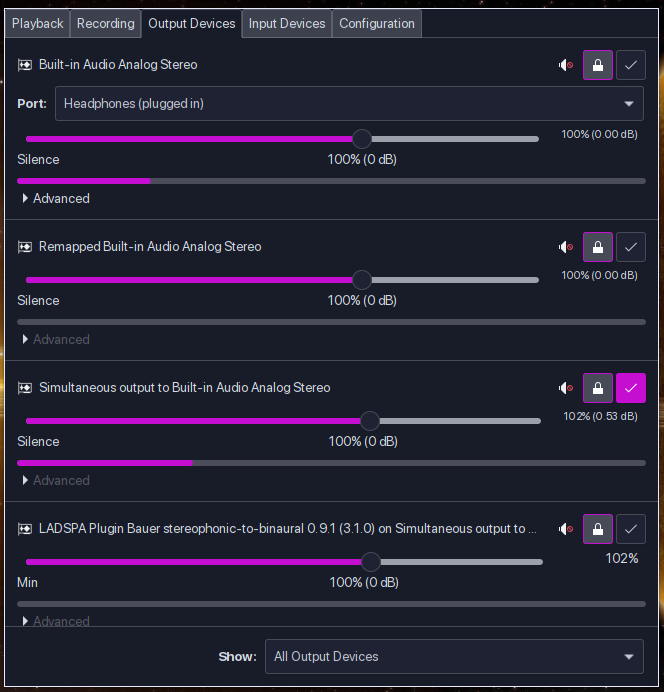 Playback Recording Output Devices Input Devices Configuration
Built-in Audio Analog Stereo
Port: Headphones (plugged in)
100% (0.00 dB)
Silence 100% (0 dB)
Advanced
Remapped Built-in Audio Analog Stereo
100% (0.00 dB)
Silence 100% (0 dB)
Advanced
Simultaneous output to Built-in Audio Analog Stereo
102% (0.53 dB)
Silence 100% (0 dB)
Advanced
LADSPA Plugin Bauer stereophonic-to-binaural 0.9.1 (3.1.0) on Simultaneous output to ...
102%
Min 100% (0 dB)
Advanced
Show: All Output Devices